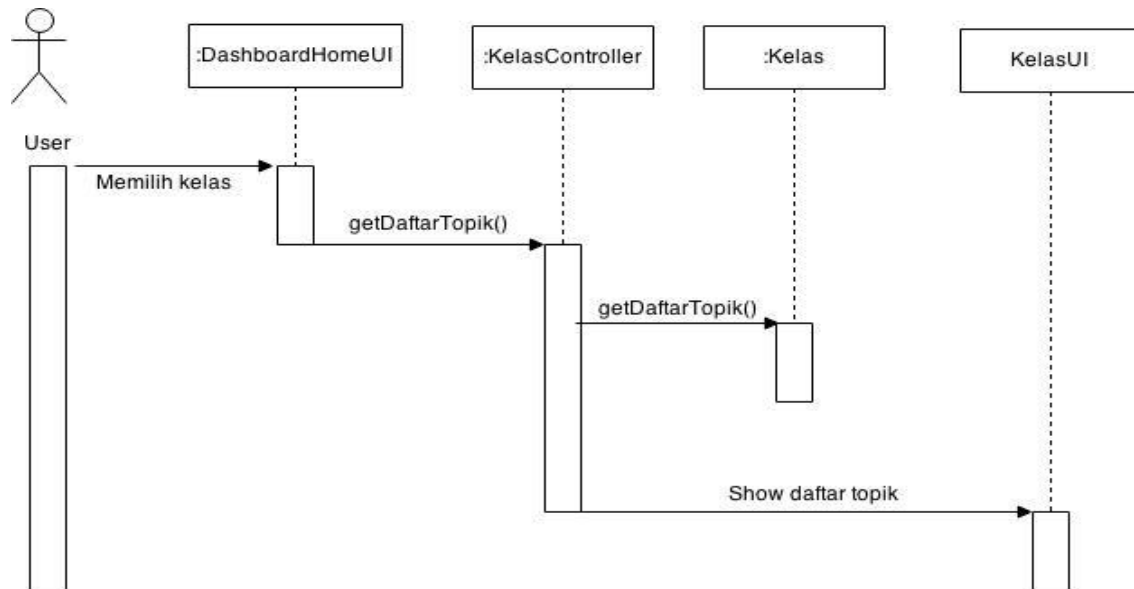 :DashboardHomeUI
:KelasController
:Kelas
KelasUI
User
Memilih kelas
getDaftarTopik()
getDaftarTopik()
Show daftar topik